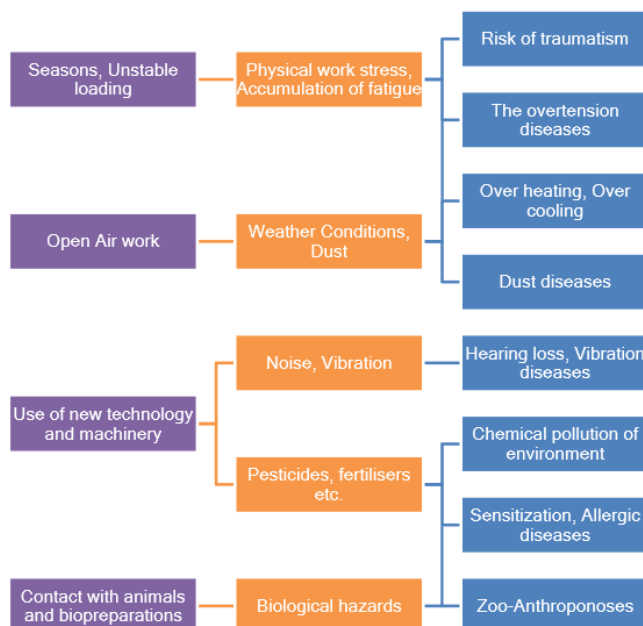 Seasons, Unstable
loading
Physical work stress,
Accumulation of fatigue
Risk of traumatism
The overtension
diseases
Open Air work
Weather Conditions,
Dust
Over heating, Over
cooling
Dust diseases
Use of new technology
and machinery
Noise, Vibration
Hearing loss, Vibration
diseases
Pesticides, fertilisers
etc.
Chemical pollution of
environment
Sensitization, Allergic
diseases
Contact with animals
and biopreparations
Biological hazards
Zoo-Anthroponoses